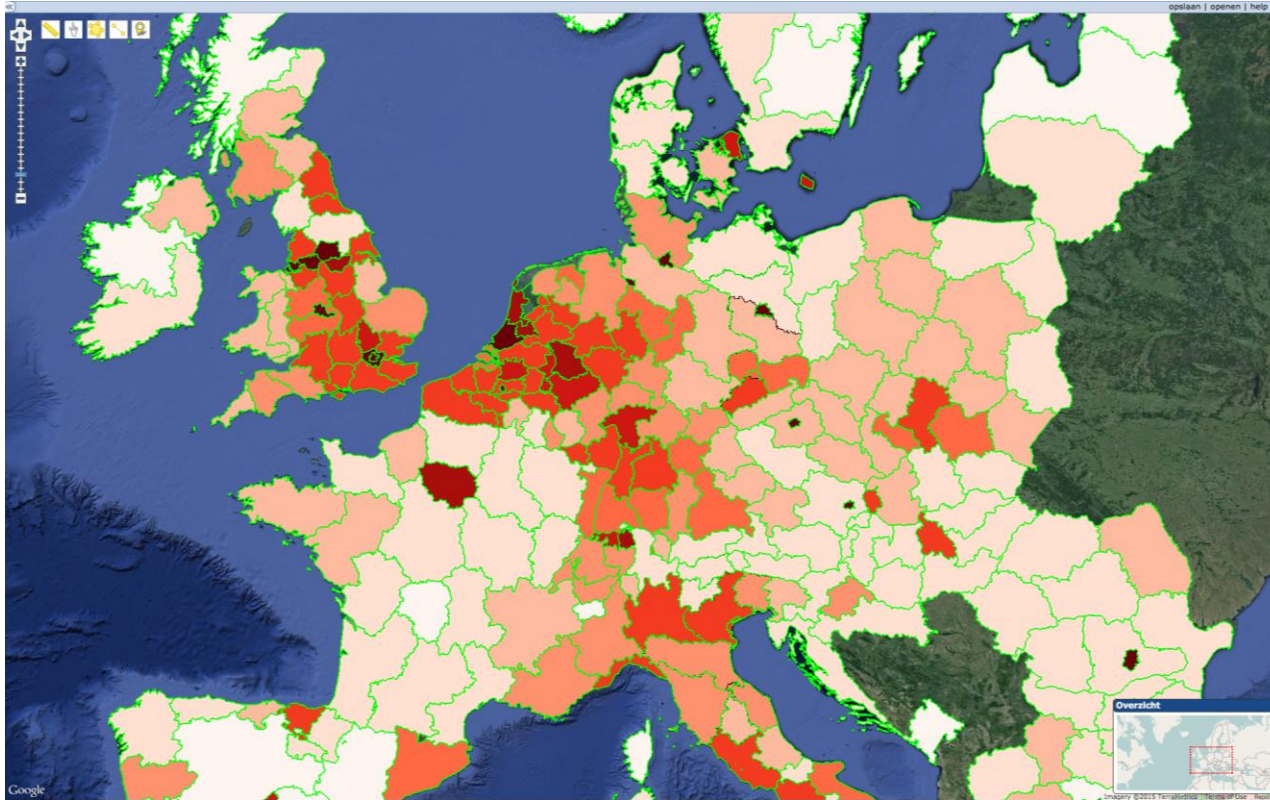 opslaan | openen | help
Overzicht
Google
Imagery ©2015 TerraMetrics Terms of Use